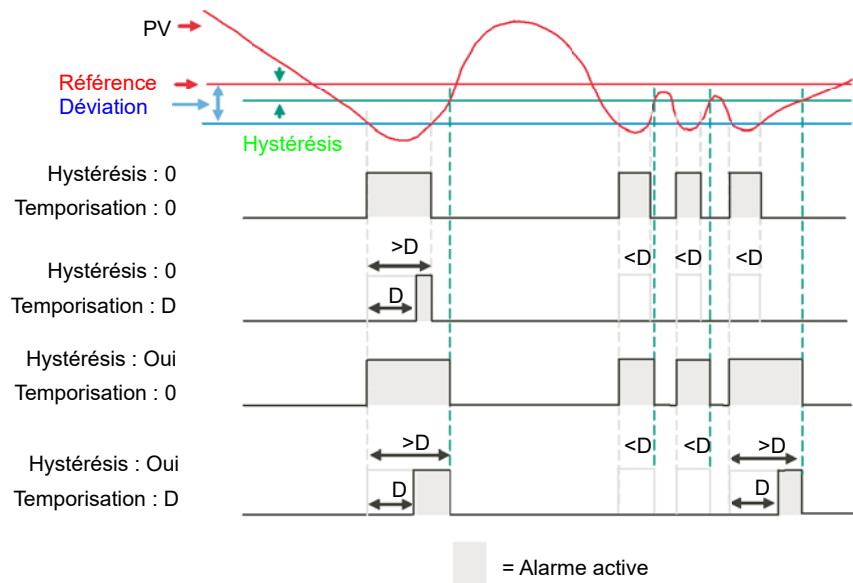 PV
Référence
Déviation
Hystérésis
Hystérésis : 0
Temporisation : 0
>D
<D
<D
<D
Hystérésis : 0
Temporisation : D
D
Hystérésis : Oui
Temporisation : 0
>D
<D
<D
>D
Hystérésis : Oui
Temporisation : D
D
D
= Alarme active